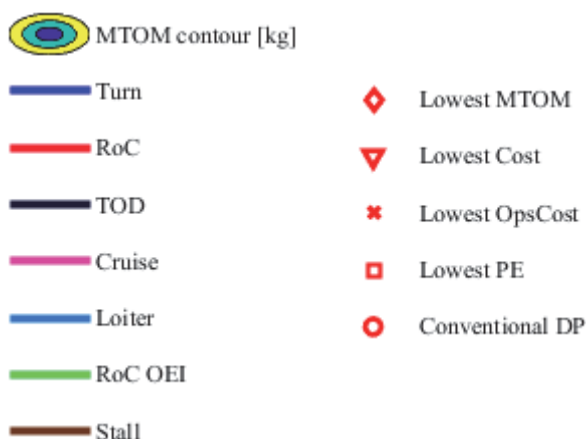 MTOM contour [kg]
Turn
RoC
TOD
Cruise
Loiter
RoC OEI
Stall
Lowest MTOM
Lowest Cost
Lowest OpsCost
Lowest PE
Conventional DP